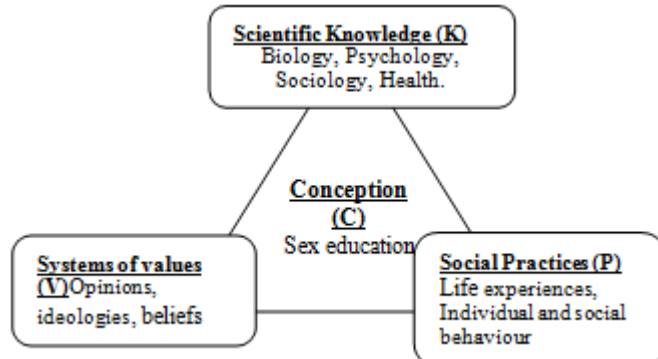 Scientific Knowledge (K)
Biology, Psychology,
Sociology, Health.
Conception
(C)
Sex education
Systems of values
(V)Opinions,
ideologies, beliefs
Social Practices (P)
Life experiences,
Individual and social
behaviour